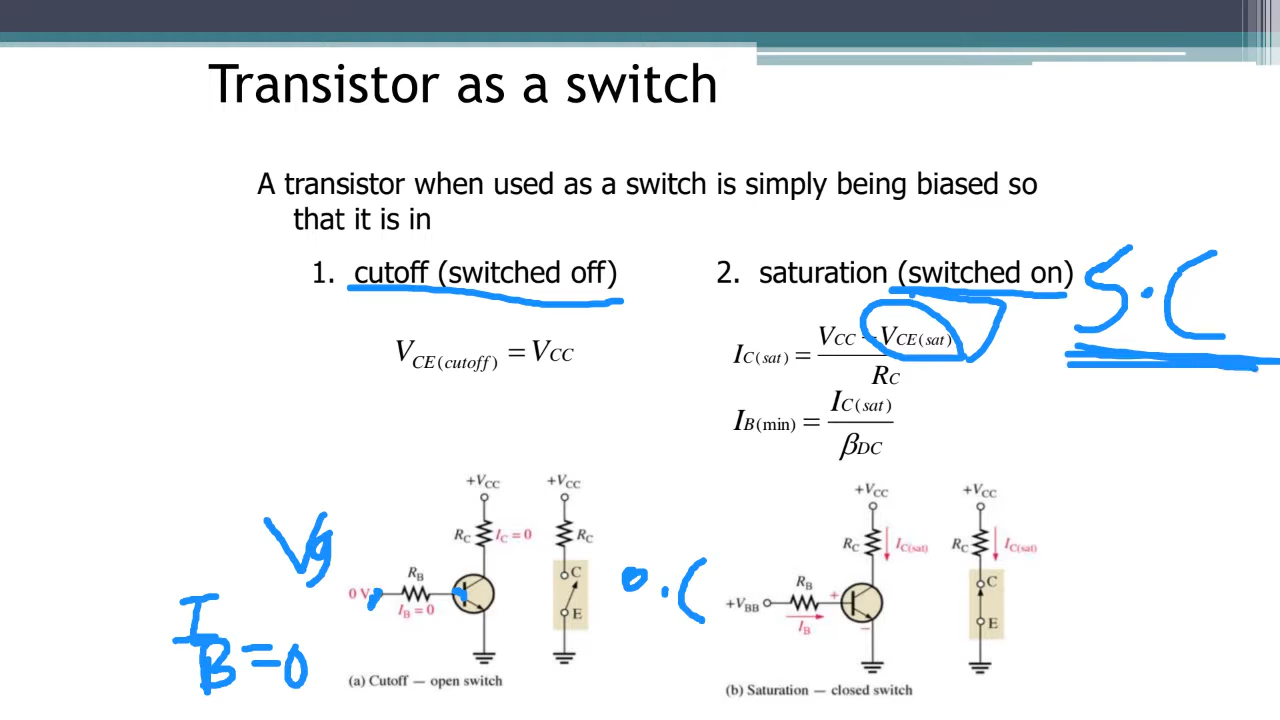 Transistor as a switch
A transistor when used as a switch is simply being biased so
that it is in
1. cutoff (switched off)
2. saturation (switched on)
S.C
VCE(cutoff) = VCC
IC(sat) = VCC − VCE(sat) / RC
IB(min) = IC(sat) / βDC
+VCC
+VCC
RC
IC = 0
RC
RB
0 V
IB = 0
C
E
(a) Cutoff — open switch
IB=0
O.C
+VCC
+VCC
RC
IC(sat)
RC
IC(sat)
RB
+VBB
IB
+
−
C
E
(b) Saturation — closed switch